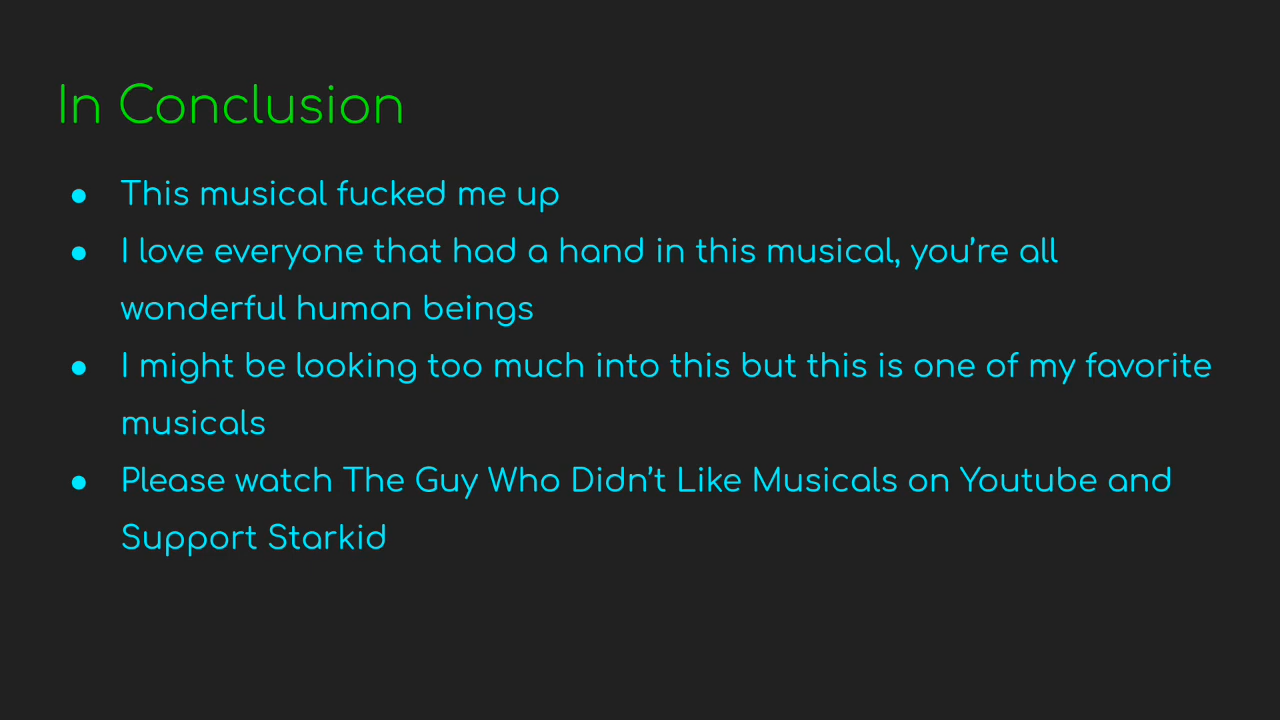 In Conclusion
● This musical fucked me up
● I love everyone that had a hand in this musical, you’re all
wonderful human beings
● I might be looking too much into this but this is one of my favorite
musicals
● Please watch The Guy Who Didn’t Like Musicals on Youtube and
Support Starkid